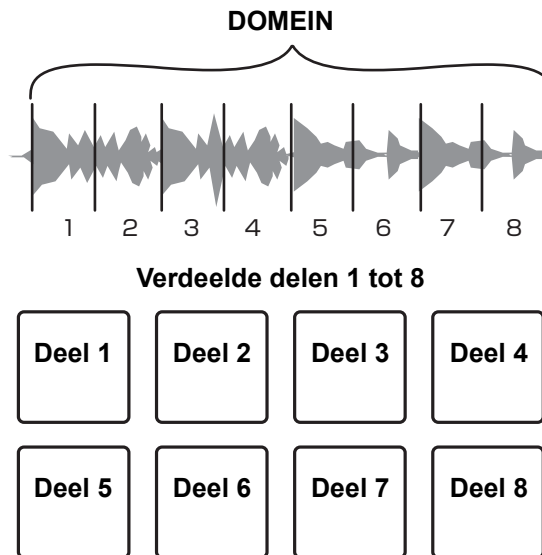 DOMEIN
1 2 3 4 5 6 7 8
Verdeelde delen 1 tot 8
Deel 1 Deel 2 Deel 3 Deel 4
Deel 5 Deel 6 Deel 7 Deel 8